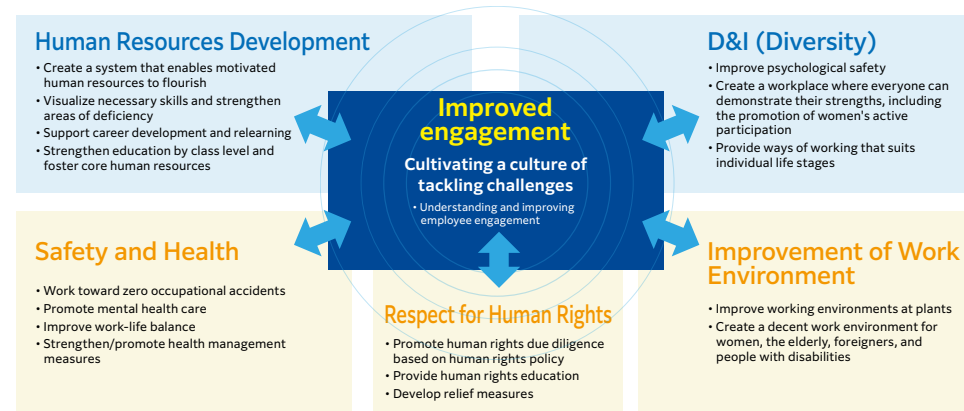 Human Resources Development
• Create a system that enables motivated
human resources to flourish
• Visualize necessary skills and strengthen
areas of deficiency
• Support career development and relearning
• Strengthen education by class level and
foster core human resources
D&I (Diversity)
• Improve psychological safety
• Create a workplace where everyone can
demonstrate their strengths, including
the promotion of women's active
participation
• Provide ways of working that suits
individual life stages
Improved
engagement
Cultivating a culture of
tackling challenges
• Understanding and improving
employee engagement
Safety and Health
• Work toward zero occupational accidents
• Promote mental health care
• Improve work-life balance
• Strengthen/promote health management
measures
Respect for Human Rights
• Promote human rights due diligence
based on human rights policy
• Provide human rights education
• Develop relief measures
Improvement of Work
Environment
• Improve working environments at plants
• Create a decent work environment for
women, the elderly, foreigners, and
people with disabilities